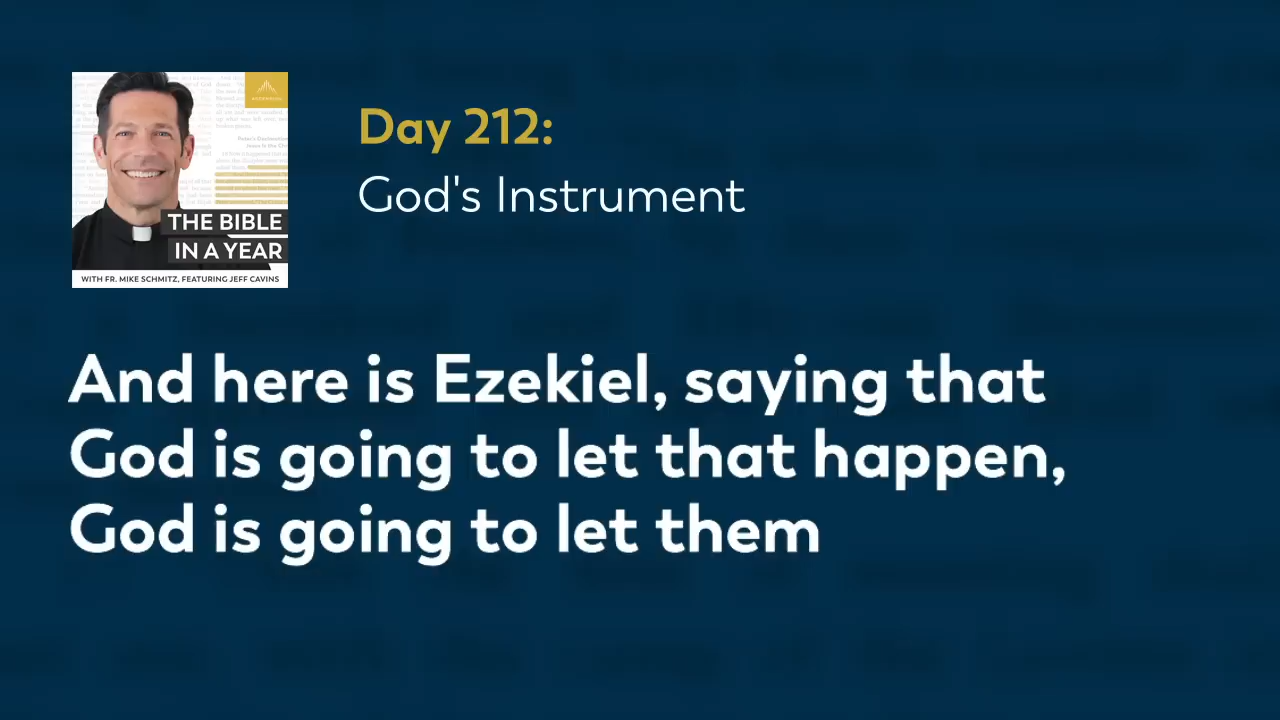 THE BIBLE
IN A YEAR
WITH FR. MIKE SCHMITZ, FEATURING JEFF CAVINS
Day 212:
God's Instrument
And here is Ezekiel, saying that
God is going to let that happen,
God is going to let them